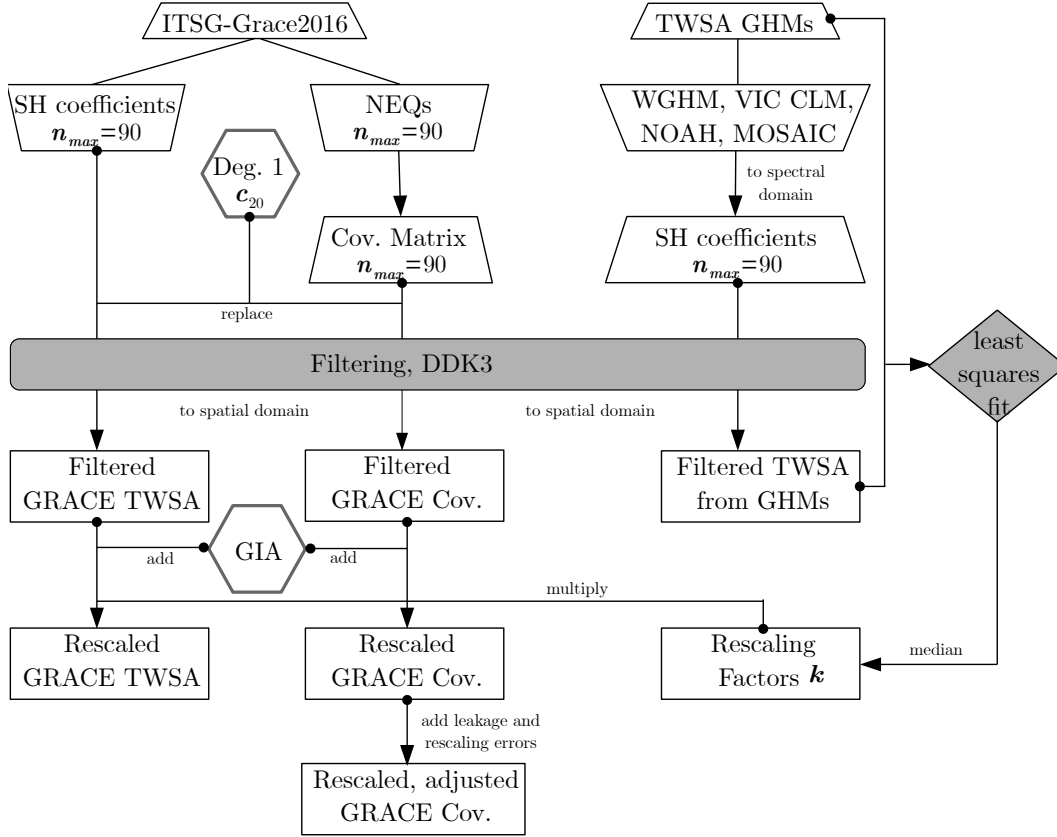 ITSG-Grace2016
TWSA GHMs
SH coefficients
n_max=90
NEQs
n_max=90
WGHM, VIC CLM,
NOAH, MOSAIC
Deg. 1
c_20
to spectral
domain
Cov. Matrix
n_max=90
SH coefficients
n_max=90
replace
Filtering, DDK3
least
squares
fit
to spatial domain
to spatial domain
Filtered
GRACE TWSA
Filtered
GRACE Cov.
Filtered TWSA
from GHMs
add
GIA
add
multiply
Rescaled
GRACE TWSA
Rescaled
GRACE Cov.
Rescaling
Factors k
median
add leakage and
rescaling errors
Rescaled, adjusted
GRACE Cov.